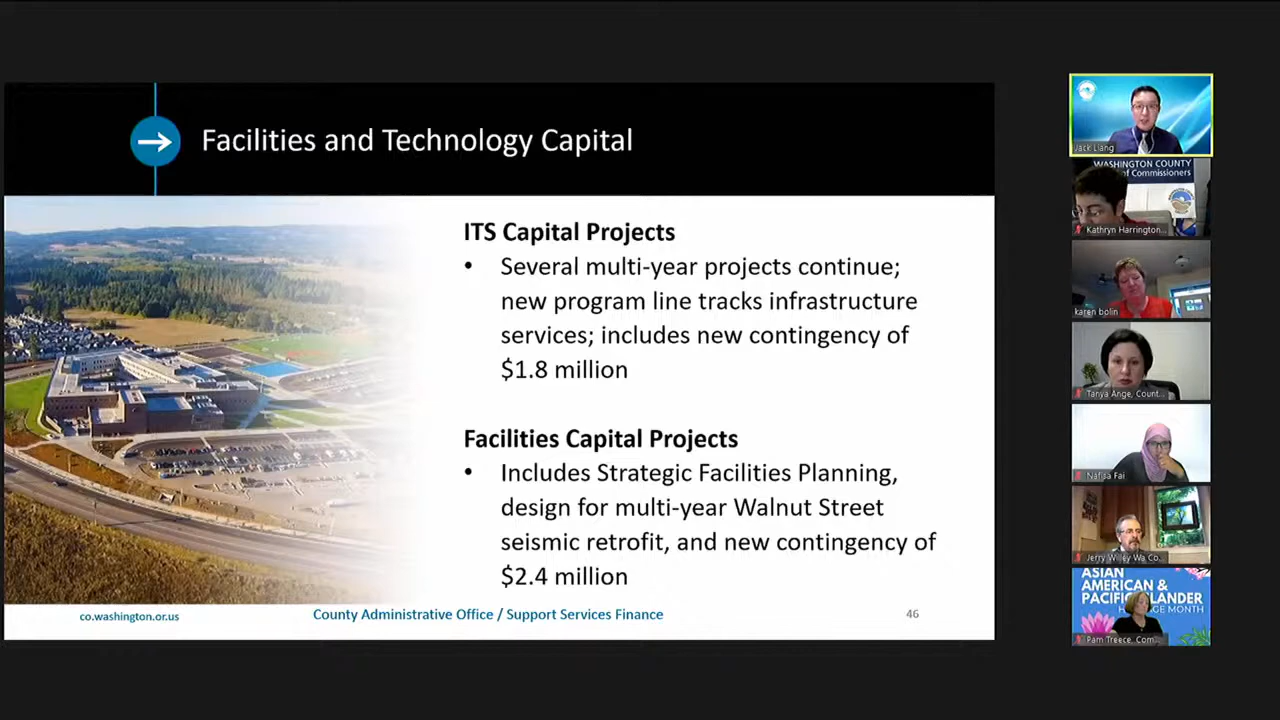 Facilities and Technology Capital
ITS Capital Projects
• Several multi-year projects continue;
new program line tracks infrastructure
services; includes new contingency of
$1.8 million
Facilities Capital Projects
• Includes Strategic Facilities Planning,
design for multi-year Walnut Street
seismic retrofit, and new contingency of
$2.4 million
co.washington.or.us
County Administrative Office / Support Services Finance
46
Jack Liang
WASHINGTON COUNTY
of Commissioners
Kathryn Harrington...
karen bolin
Tanya Ange, Count...
Nafisa Fai
Jerry Willey Wa Co...
ASIAN
AMERICAN &
PACIFIC ISLANDER
HERITAGE MONTH
Pam Treece, Com...